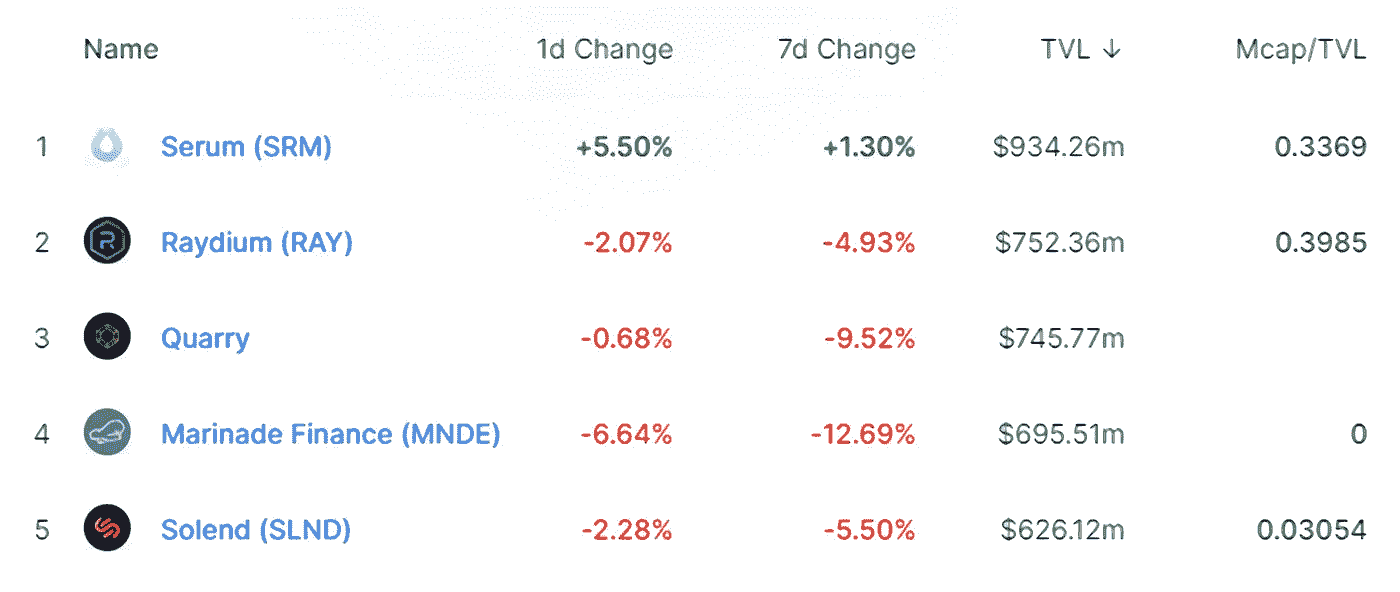 Name 1d Change 7d Change TVL ↓ Mcap/TVL
1 Serum (SRM) +5.50% +1.30% $934.26m 0.3369
2 Raydium (RAY) -2.07% -4.93% $752.36m 0.3985
3 Quarry -0.68% -9.52% $745.77m
4 Marinade Finance (MNDE) -6.64% -12.69% $695.51m 0
5 Solend (SLND) -2.28% -5.50% $626.12m 0.03054